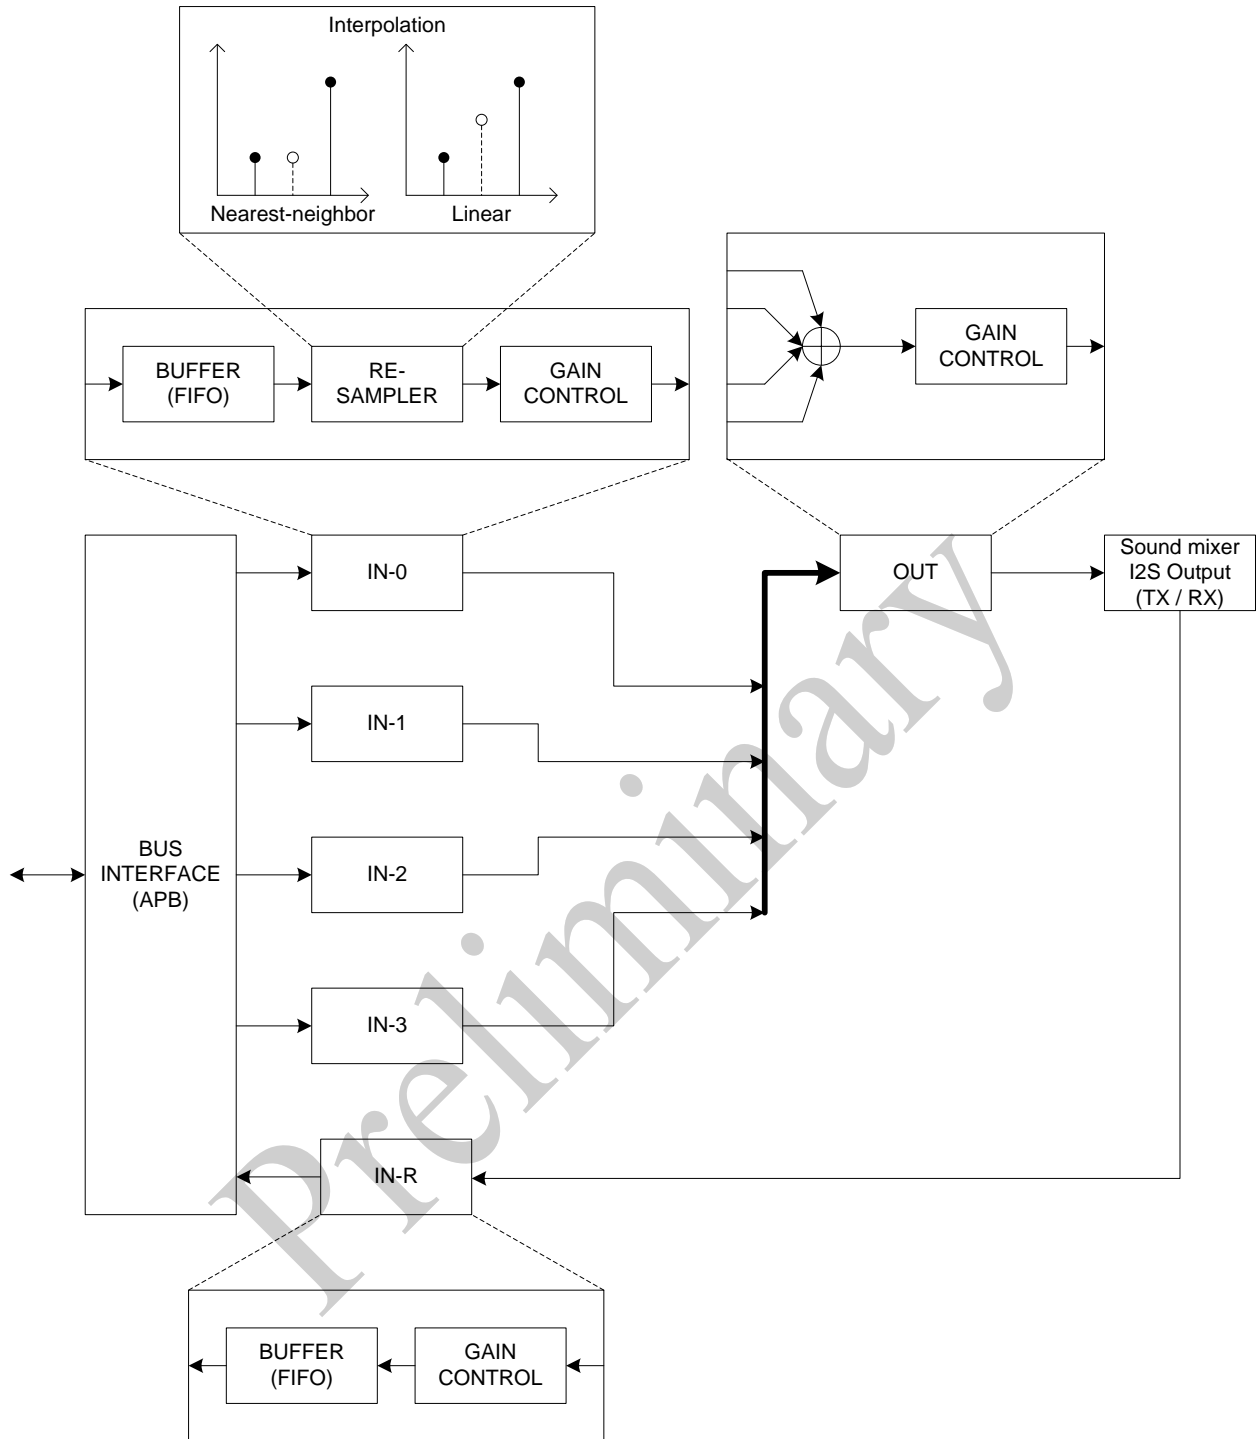 Interpolation
Nearest-neighbor
Linear
BUFFER
(FIFO)
RE-
SAMPLER
GAIN
CONTROL
GAIN
CONTROL
IN-0
OUT
Sound mixer
I2S Output
(TX / RX)
IN-1
BUS
INTERFACE
(APB)
IN-2
IN-3
IN-R
BUFFER
(FIFO)
GAIN
CONTROL
Preliminary